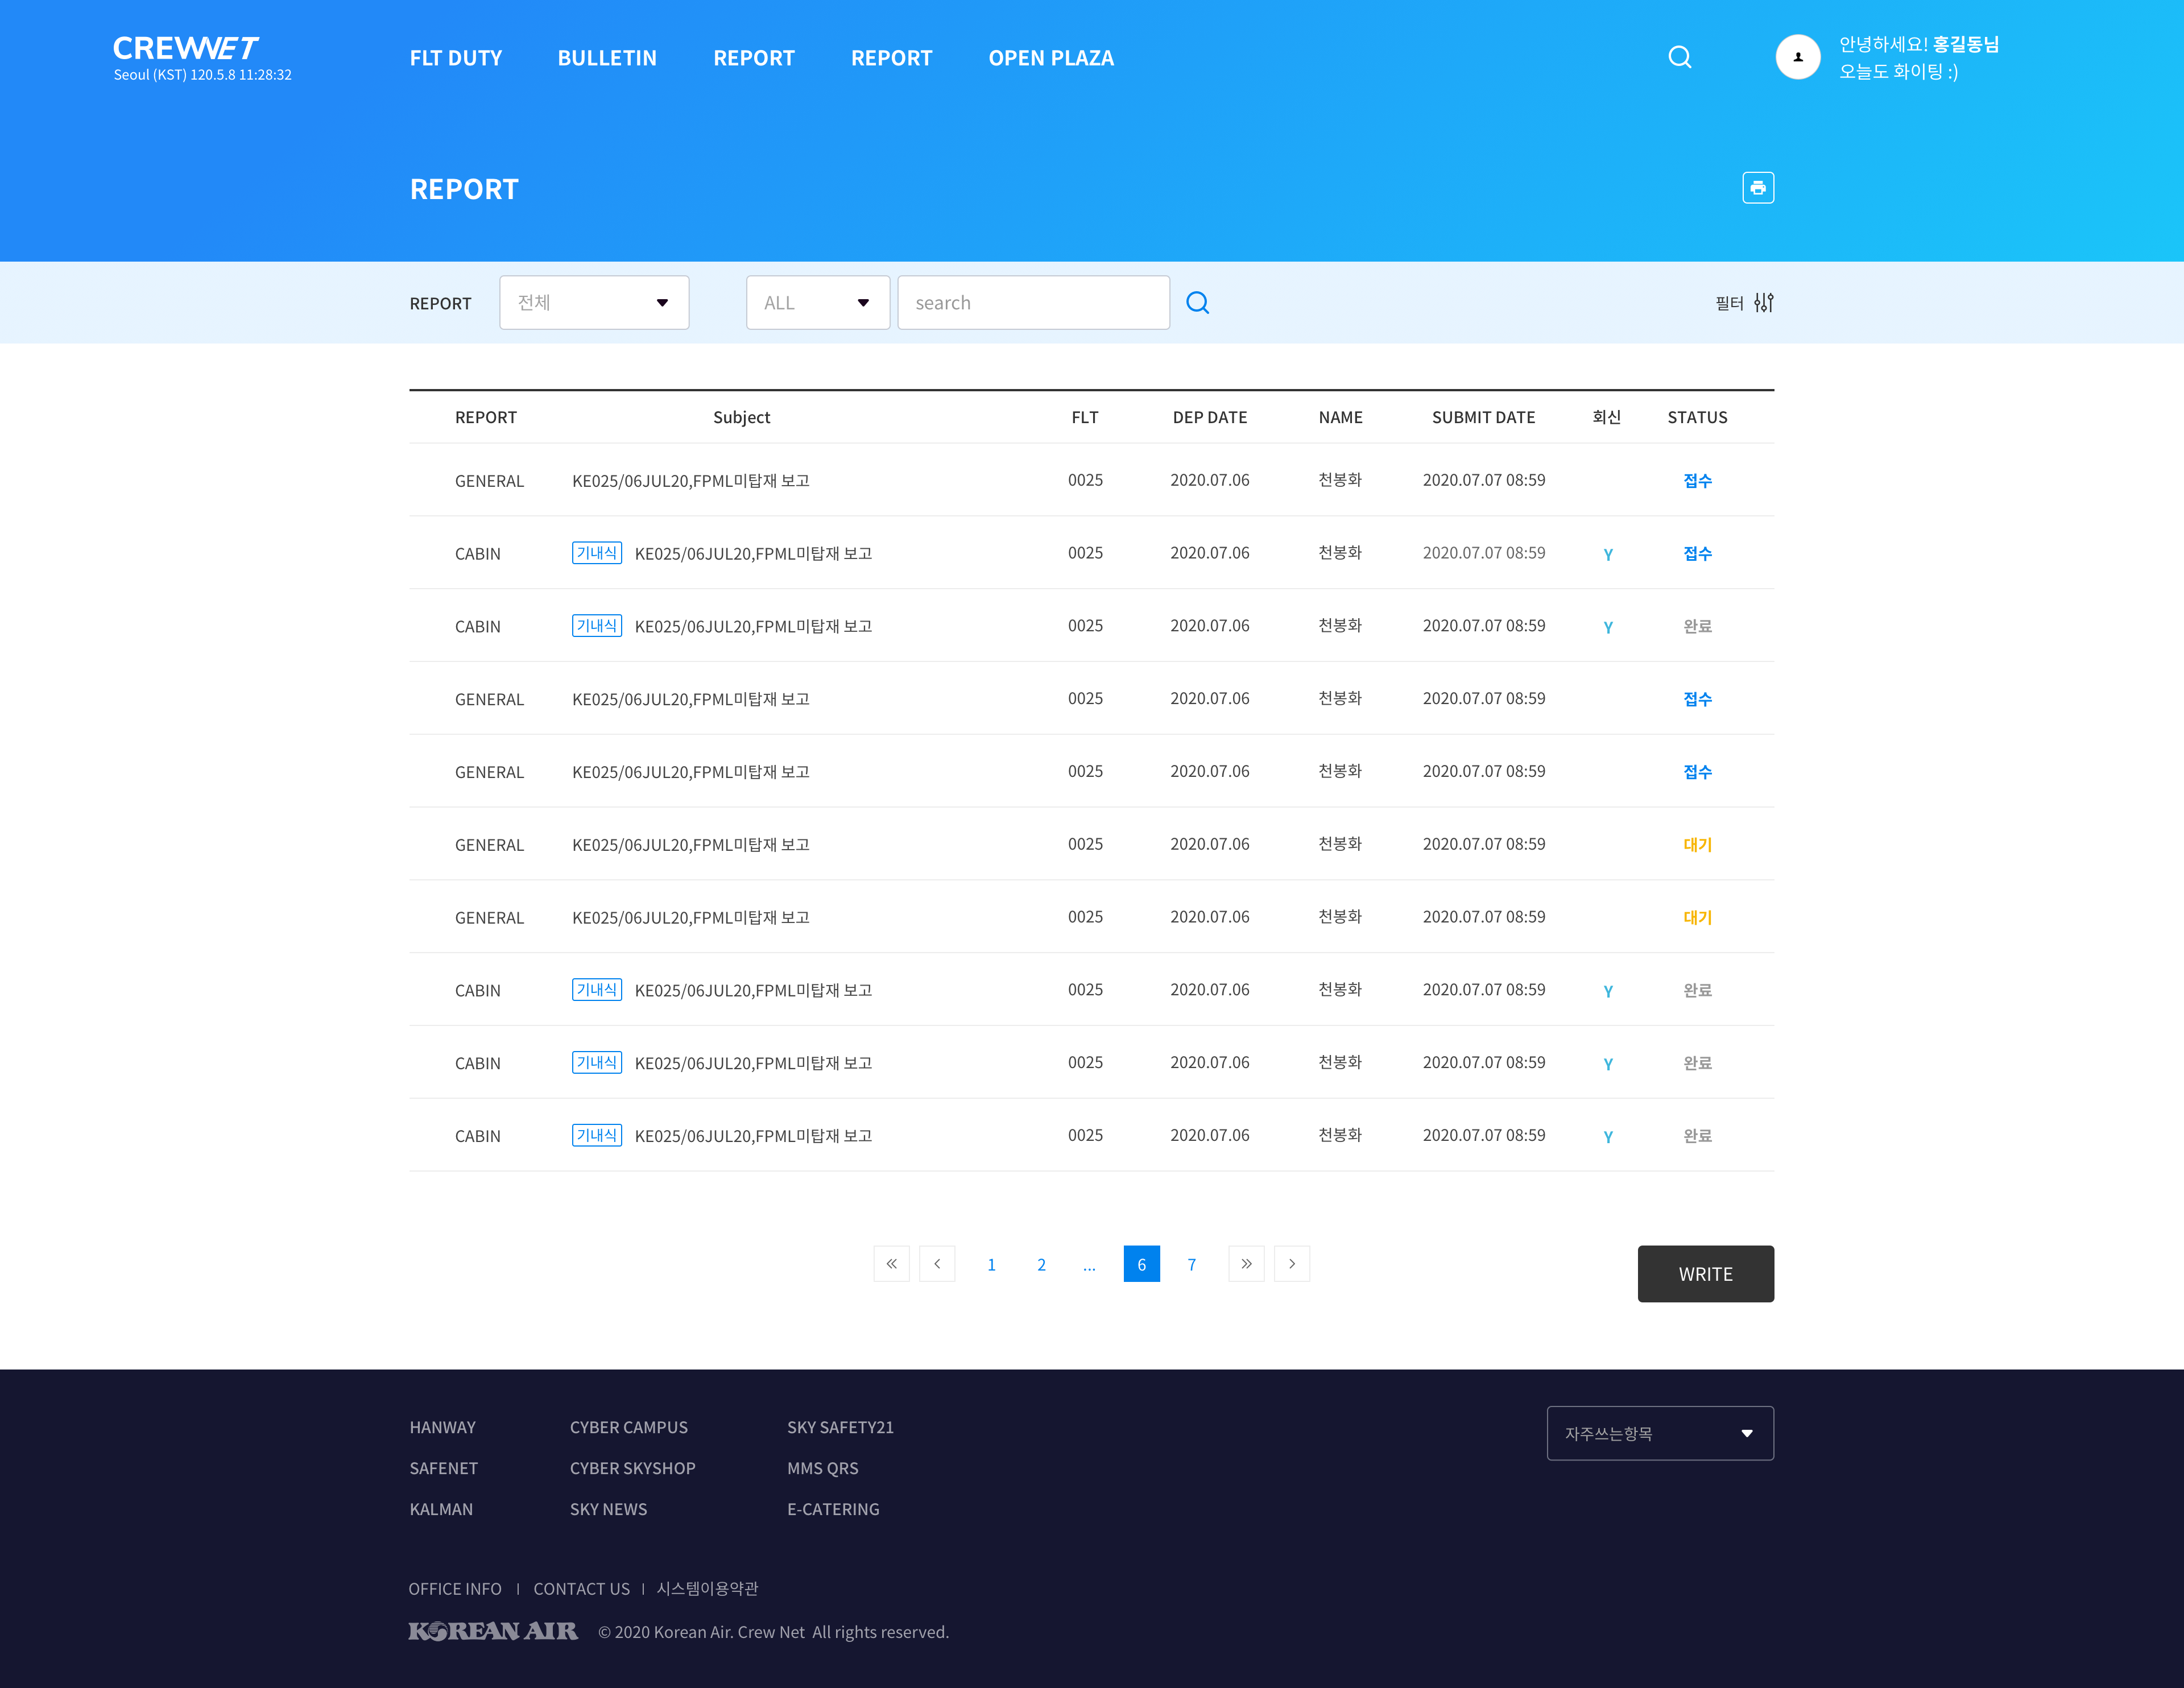 CREWNET
Seoul (KST) 120.5.8 11:28:32
FLT DUTY BULLETIN REPORT REPORT OPEN PLAZA
안녕하세요! 홍길동님
오늘도 화이팅 :)
REPORT
REPORT 전체 ALL search 필터
REPORT Subject FLT DEP DATE NAME SUBMIT DATE 회신 STATUS
GENERAL KE025/06JUL20,FPML미탑재 보고 0025 2020.07.06 천봉화 2020.07.07 08:59 접수
CABIN 기내식 KE025/06JUL20,FPML미탑재 보고 0025 2020.07.06 천봉화 2020.07.07 08:59 Y 접수
CABIN 기내식 KE025/06JUL20,FPML미탑재 보고 0025 2020.07.06 천봉화 2020.07.07 08:59 Y 완료
GENERAL KE025/06JUL20,FPML미탑재 보고 0025 2020.07.06 천봉화 2020.07.07 08:59 접수
GENERAL KE025/06JUL20,FPML미탑재 보고 0025 2020.07.06 천봉화 2020.07.07 08:59 접수
GENERAL KE025/06JUL20,FPML미탑재 보고 0025 2020.07.06 천봉화 2020.07.07 08:59 대기
GENERAL KE025/06JUL20,FPML미탑재 보고 0025 2020.07.06 천봉화 2020.07.07 08:59 대기
CABIN 기내식 KE025/06JUL20,FPML미탑재 보고 0025 2020.07.06 천봉화 2020.07.07 08:59 Y 완료
CABIN 기내식 KE025/06JUL20,FPML미탑재 보고 0025 2020.07.06 천봉화 2020.07.07 08:59 Y 완료
CABIN 기내식 KE025/06JUL20,FPML미탑재 보고 0025 2020.07.06 천봉화 2020.07.07 08:59 Y 완료
1 2 ... 6 7
WRITE
HANWAY CYBER CAMPUS SKY SAFETY21
자주쓰는항목
SAFENET CYBER SKYSHOP MMS QRS
KALMAN SKY NEWS E-CATERING
OFFICE INFO | CONTACT US | 시스템이용약관
KOREAN AIR © 2020 Korean Air. Crew Net All rights reserved.